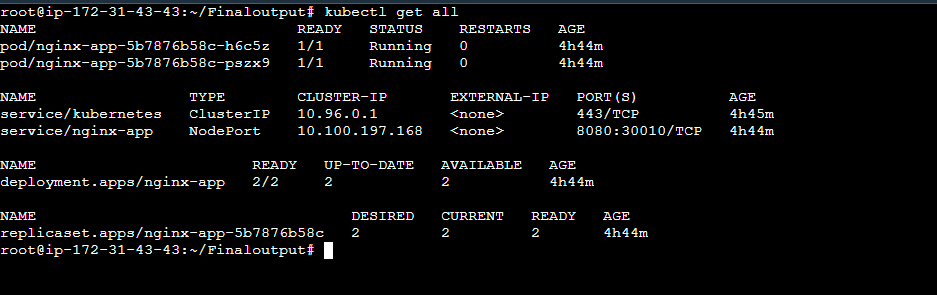 root@ip-172-31-43-43:~/Finaloutput# kubectl get all
NAME READY STATUS RESTARTS AGE
pod/nginx-app-5b7876b58c-h6c5z 1/1 Running 0 4h44m
pod/nginx-app-5b7876b58c-pszx9 1/1 Running 0 4h44m
NAME TYPE CLUSTER-IP EXTERNAL-IP PORT(S) AGE
service/kubernetes ClusterIP 10.96.0.1 <none> 443/TCP 4h45m
service/nginx-app NodePort 10.100.197.168 <none> 8080:30010/TCP 4h44m
NAME READY UP-TO-DATE AVAILABLE AGE
deployment.apps/nginx-app 2/2 2 2 4h44m
NAME DESIRED CURRENT READY AGE
replicaset.apps/nginx-app-5b7876b58c 2 2 2 4h44m
root@ip-172-31-43-43:~/Finaloutput#